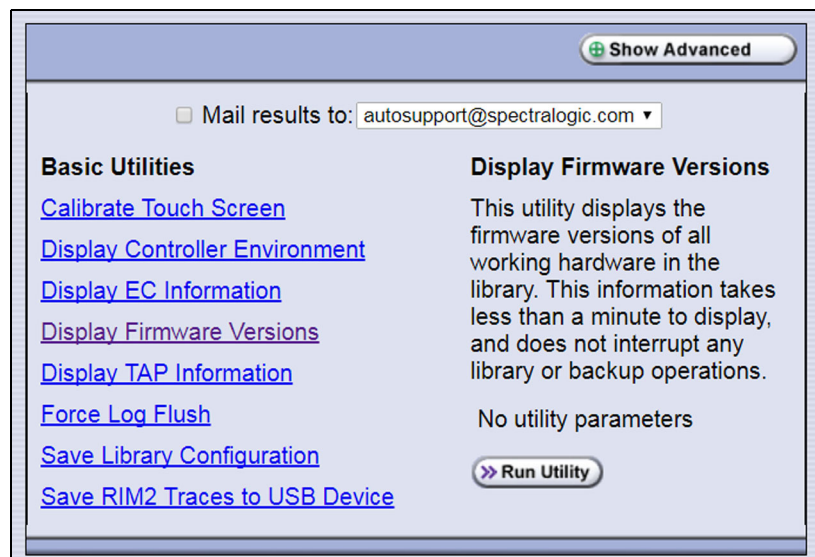 Show Advanced
Mail results to: autosupport@spectralogic.com
Basic Utilities
Calibrate Touch Screen
Display Controller Environment
Display EC Information
Display Firmware Versions
Display TAP Information
Force Log Flush
Save Library Configuration
Save RIM2 Traces to USB Device
Display Firmware Versions
This utility displays the
firmware versions of all
working hardware in the
library. This information takes
less than a minute to display,
and does not interrupt any
library or backup operations.
No utility parameters
Run Utility